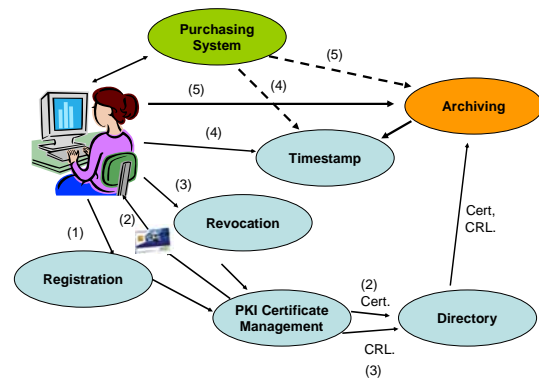 Purchasing
System
(5)
(4)
(5)
Archiving
(4)
Timestamp
(3)
Cert,
CRL.
(2)
Revocation
(1)
Registration
(2)
Cert.
PKI Certificate
Management
Directory
CRL.
(3)